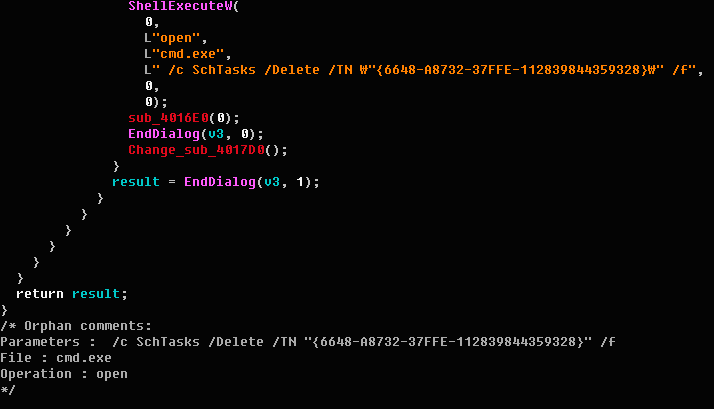 ShellExecuteW(
0,
L"open",
L"cmd.exe",
L" /c SchTasks /Delete /TN ₩"{6648-A8732-37FFE-112839844359328}₩" /f",
0,
0);
sub_4016E0(0);
EndDialog(v3, 0);
Change_sub_4017D0();
}
result = EndDialog(v3, 1);
}
}
}
}
}
}
return result;
}
/* Orphan comments:
Parameters :  /c SchTasks /Delete /TN "{6648-A8732-37FFE-112839844359328}" /f
File : cmd.exe
Operation : open
*/